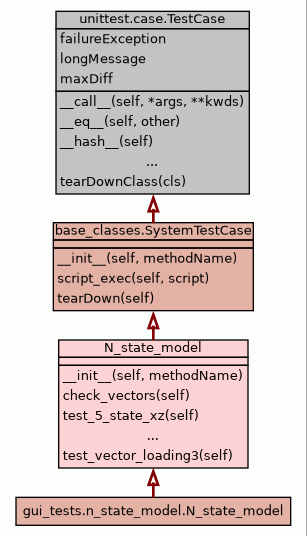 unittest.case.TestCase
failureException
longMessage
maxDiff
__call__(self, *args, **kwds)
__eq__(self, other)
__hash__(self)
...
tearDownClass(cls)
base_classes.SystemTestCase
__init__(self, methodName)
script_exec(self, script)
tearDown(self)
N_state_model
__init__(self, methodName)
check_vectors(self)
test_5_state_xz(self)
...
test_vector_loading3(self)
gui_tests.n_state_model.N_state_model